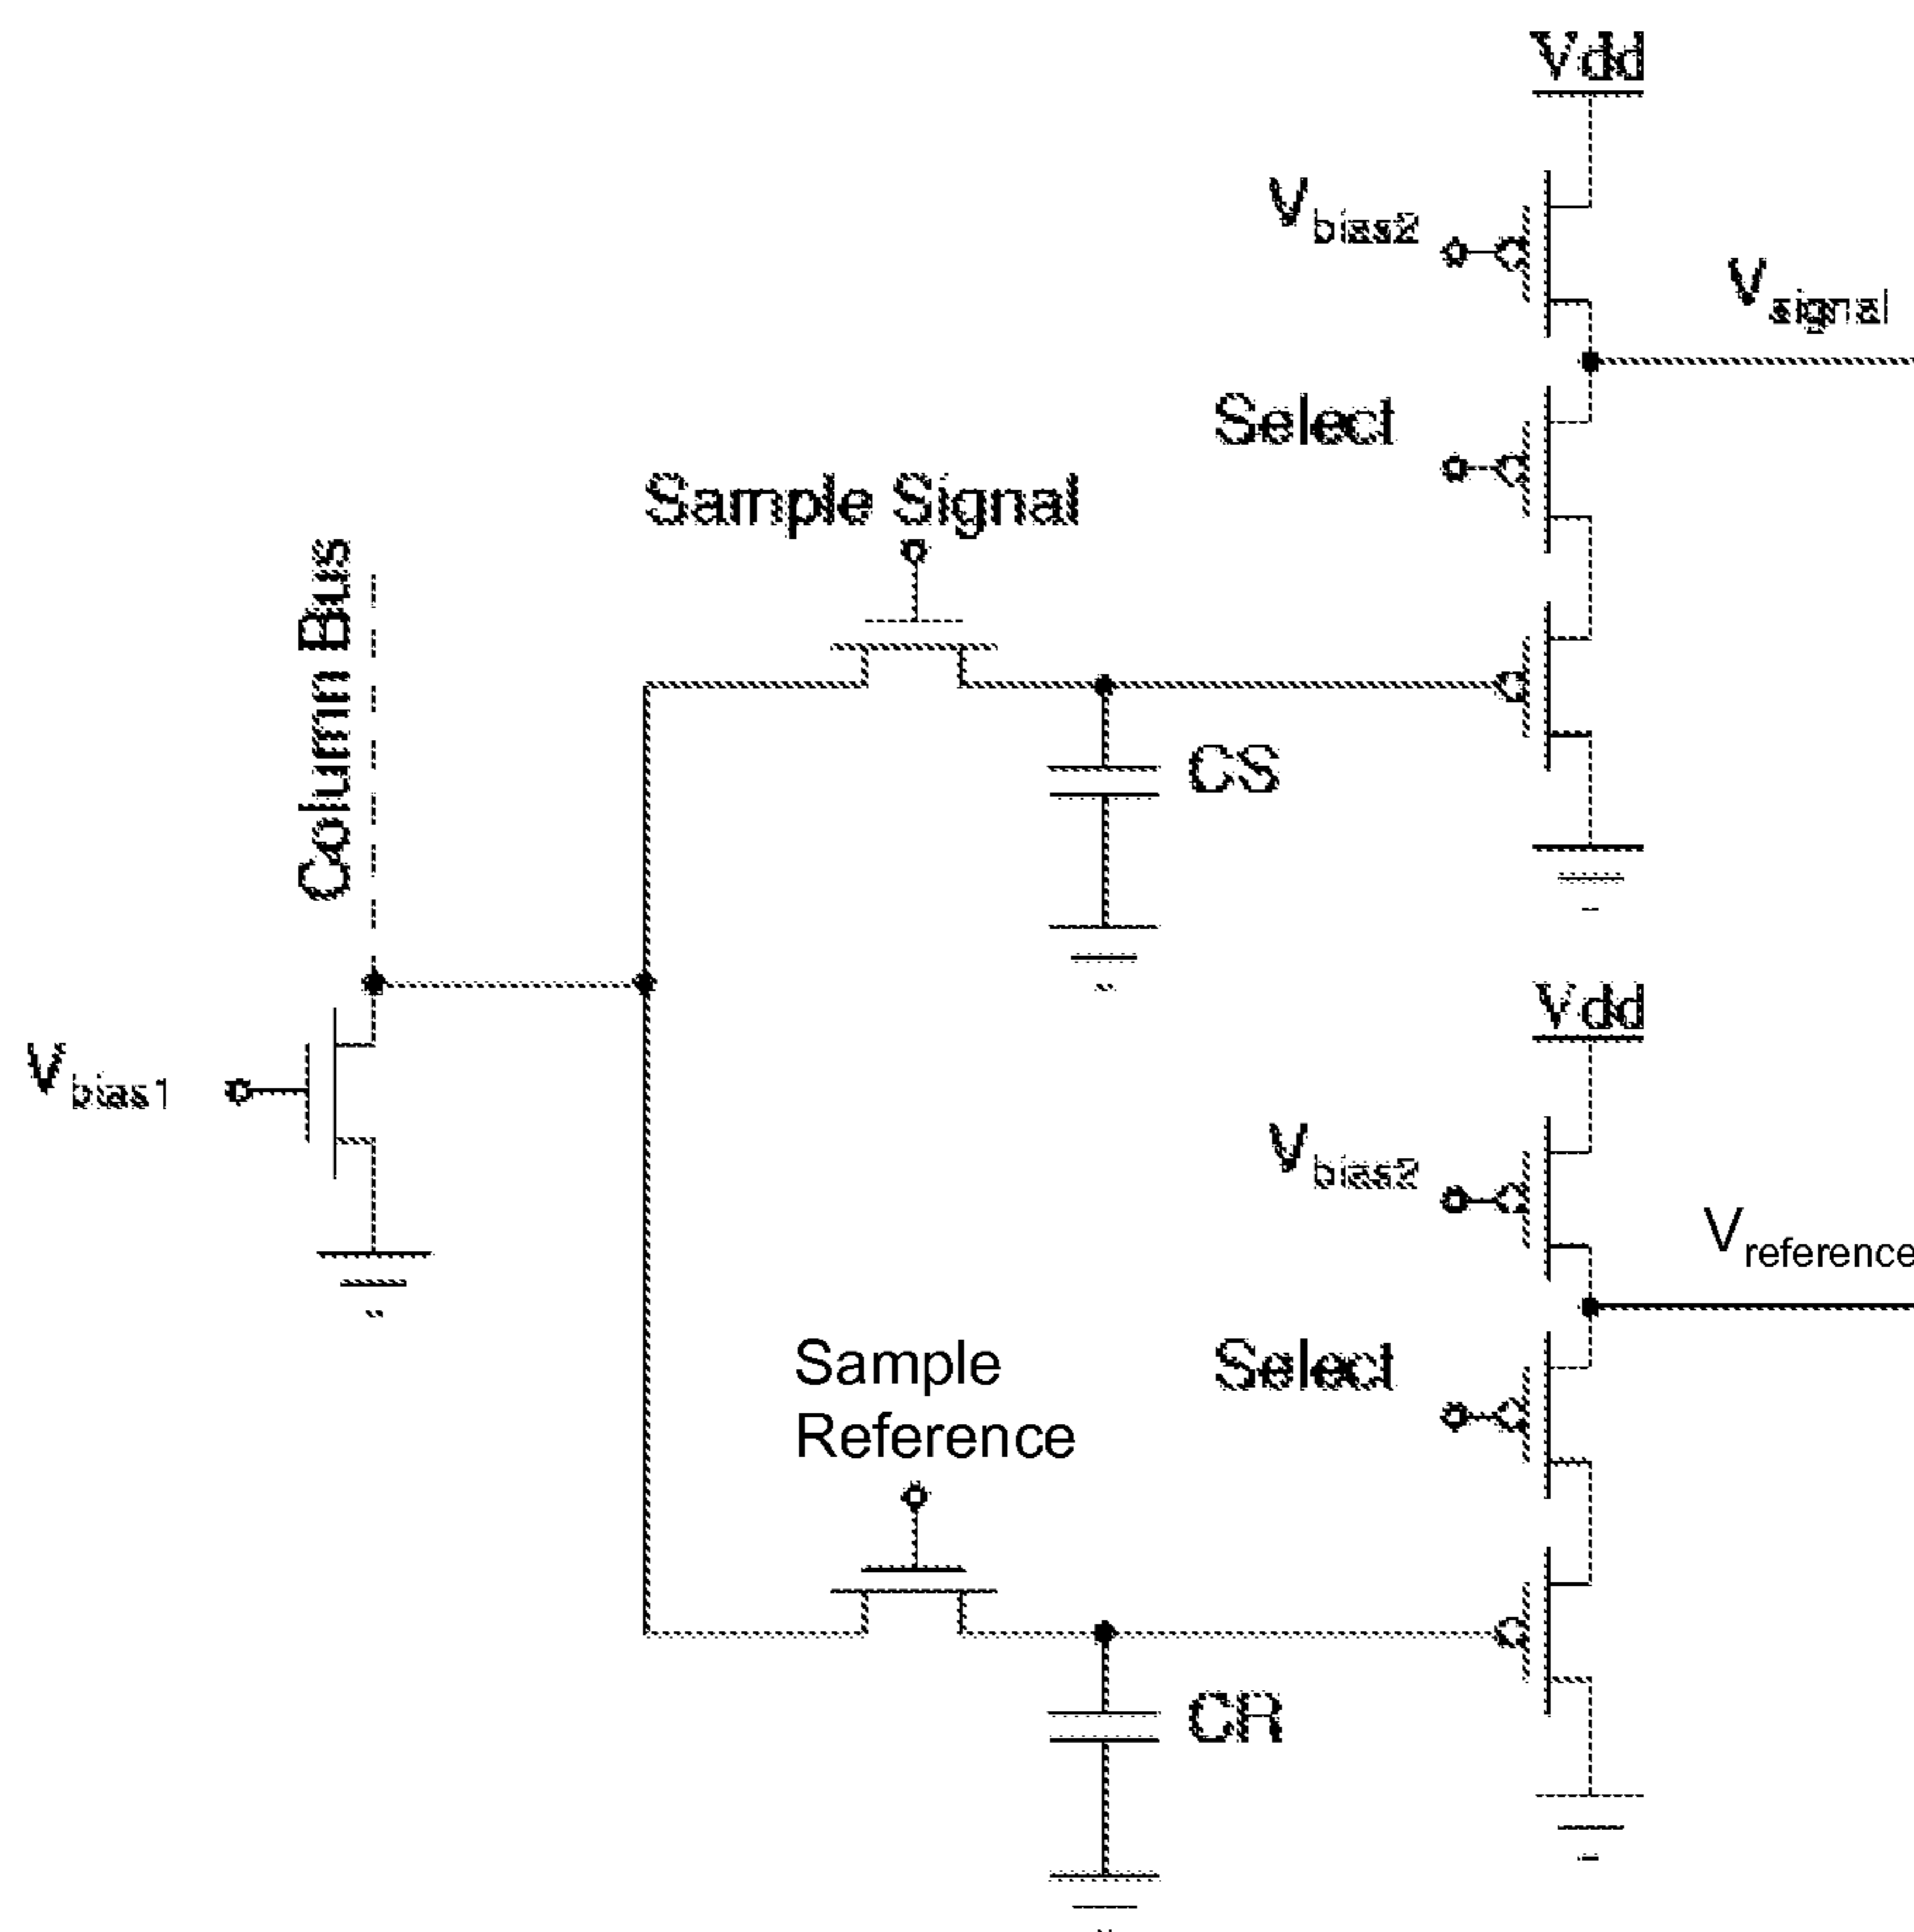 Vdd
Vbias2
Vsignal
Select
Sample Signal
Column Bus
CS
Vdd
Vbias1
Vbias2
Vreference
Sample
Reference
Select
CR